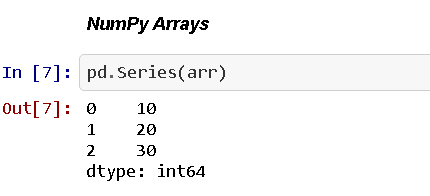 NumPy Arrays
In [7]: pd.Series(arr)
Out[7]: 0    10
1    20
2    30
dtype: int64